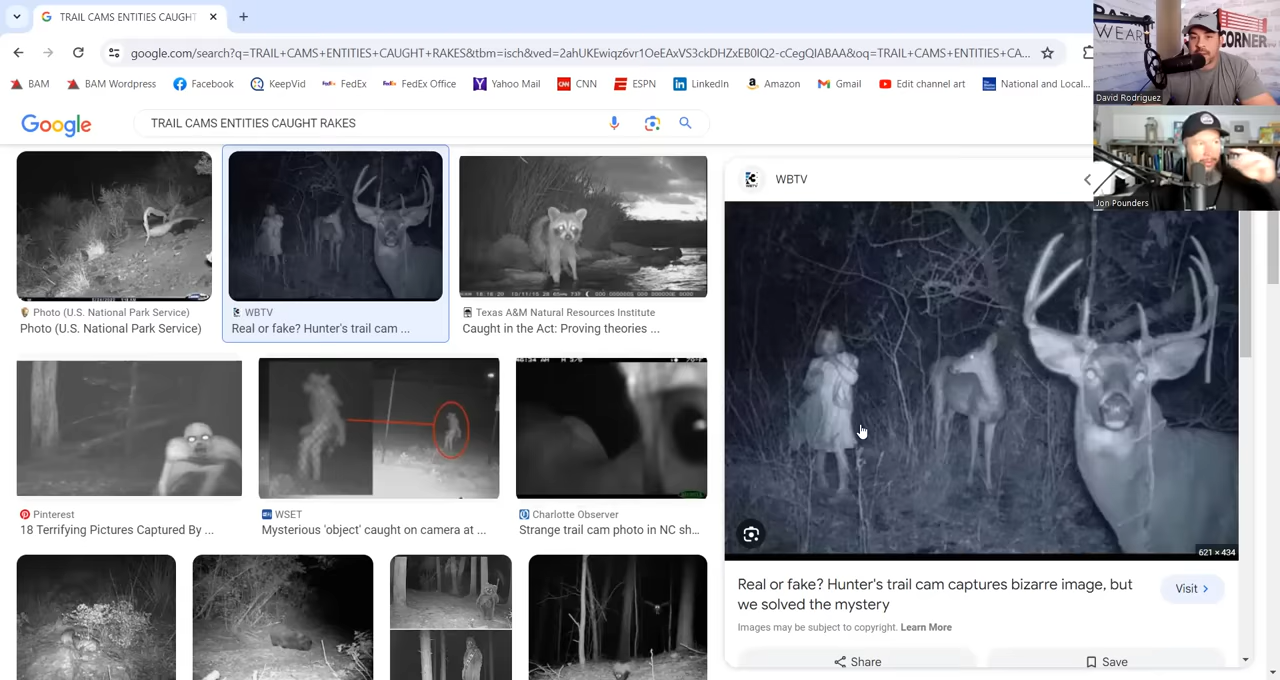 TRAIL CAMS ENTITIES CAUGHT
google.com/search?q=TRAIL+CAMS+ENTITIES+CAUGHT+RAKES&tbm=isch&ved=2ahUKEwiqz6vr1OeEAxVS3ckDHZxEB0IQ2-cCegQIABAA&oq=TRAIL+CAMS+ENTITIES+CA...
BAM
BAM Wordpress
Facebook
KeepVid
FedEx
FedEx Office
Yahoo Mail
CNN
ESPN
LinkedIn
Amazon
Gmail
Edit channel art
National and Local...
WEAR
CORNER
David Rodriguez
Jon Pounders
Google
TRAIL CAMS ENTITIES CAUGHT RAKES
Photo (U.S. National Park Service)
Photo (U.S. National Park Service)
WBTV
Real or fake? Hunter's trail cam ...
Texas A&M Natural Resources Institute
Caught in the Act: Proving theories ...
Pinterest
18 Terrifying Pictures Captured By ...
WSET
Mysterious 'object' caught on camera at ...
Charlotte Observer
Strange trail cam photo in NC sh...
WBTV
621 × 434
Real or fake? Hunter's trail cam captures bizarre image, but
we solved the mystery
Visit
Images may be subject to copyright. Learn More
Share
Save